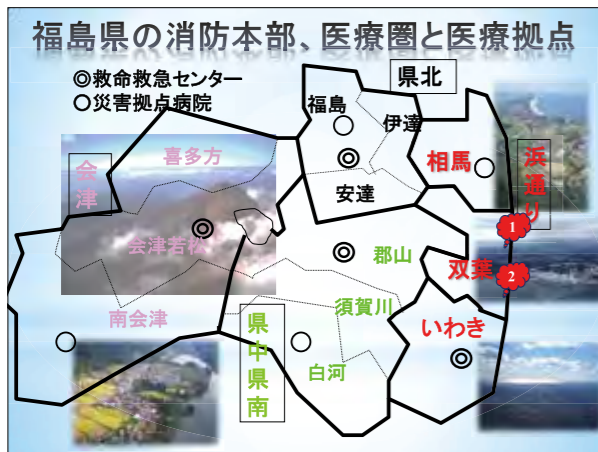 福島県の消防本部、医療圏と医療拠点
◎救命救急センター
○災害拠点病院
県北
福島
伊達
相馬
浜通り
喜多方
会津
安達
1
会津若松
郡山
双葉
2
南会津
須賀川
いわき
県中県南
白河